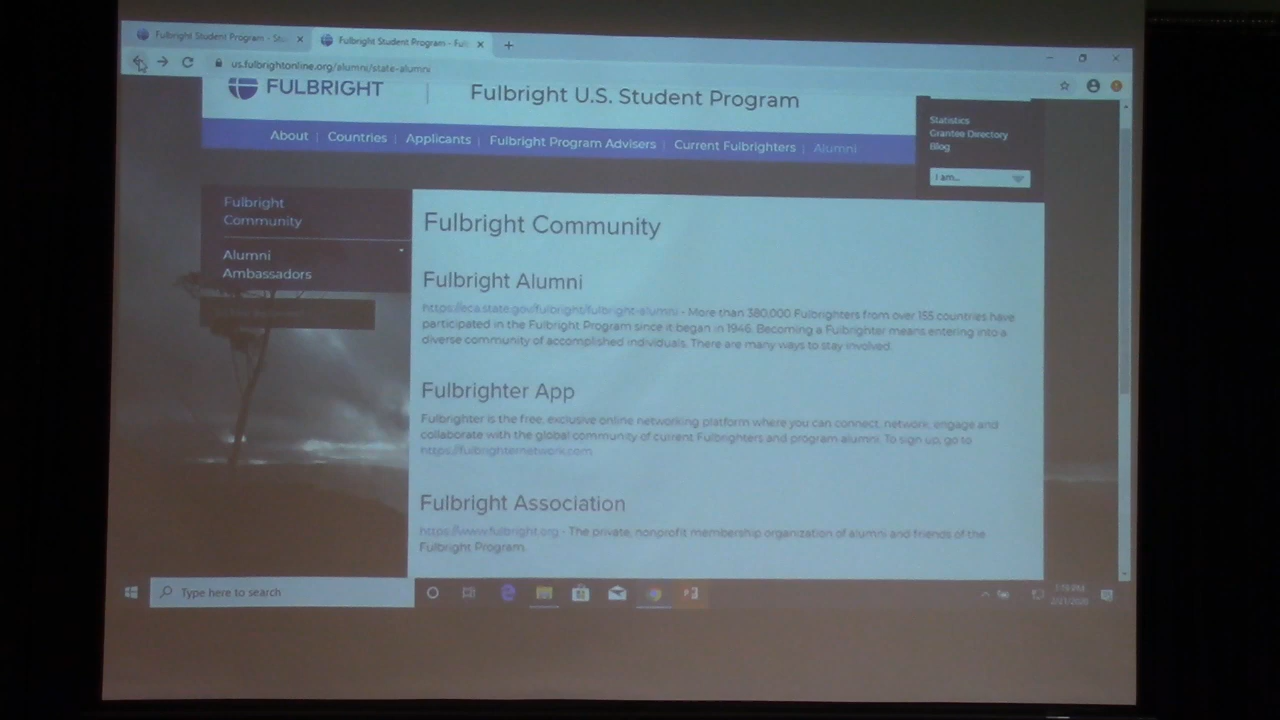 Fulbright Student Program - Stu
Fulbright Student Program - Ful
us.fulbrightonline.org/alumni/state-alumni
FULBRIGHT
Fulbright U.S. Student Program
Statistics
Grantee Directory
Blog
I am...
About | Countries | Applicants | Fulbright Program Advisers | Current Fulbrighters | Alumni
Fulbright
Community
Alumni
Ambassadors
Fulbright Community
Fulbright Alumni
https://eca.state.gov/fulbright/fulbright-alumni - More than 380,000 Fulbrighters from over 155 countries have
participated in the Fulbright Program since it began in 1946. Becoming a Fulbrighter means entering into a
diverse community of accomplished individuals. There are many ways to stay involved.
Fulbrighter App
Fulbrighter is the free, exclusive online networking platform where you can connect, network, engage and
collaborate with the global community of current Fulbrighters and program alumni. To sign up, go to
https://fulbrighternetwork.com.
Fulbright Association
https://www.fulbright.org - The private, nonprofit membership organization of alumni and friends of the
Fulbright Program.
Type here to search
2/21/2020